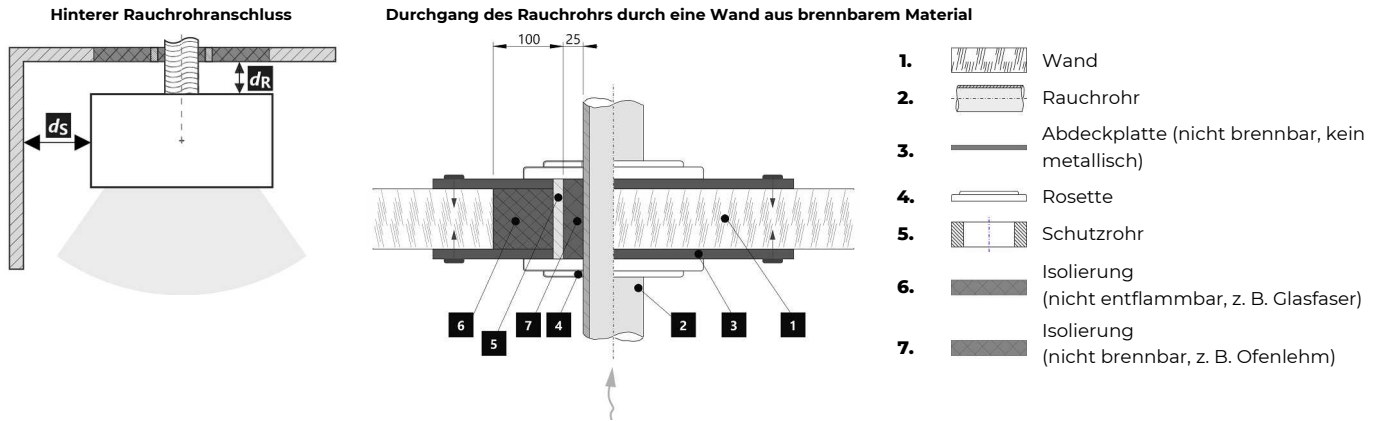 Hinterer Rauchrohranschluss
Durchgang des Rauchrohrs durch eine Wand aus brennbarem Material
dR
dS
100
25
6
5
7
4
2
3
1
1. Wand
2. Rauchrohr
3. Abdeckplatte (nicht brennbar, kein
metallisch)
4. Rosette
5. Schutzrohr
6. Isolierung
(nicht entflammbar, z. B. Glasfaser)
7. Isolierung
(nicht brennbar, z. B. Ofenlehm)